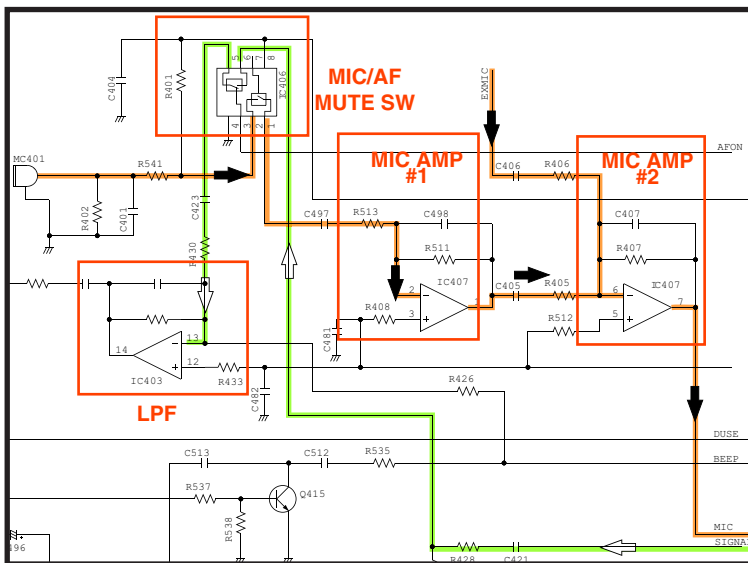 C404
R401
5
6
7
8
IC406
MIC/AF
MUTE SW
4
3
2
1
EXMIC
AFON
MC401
R541
R402
C401
C423
R430
MIC AMP
#1
C406
R406
MIC AMP
#2
C497
R513
C498
R511
C407
R407
IC407
C405
R405
IC407
2
3
1
6
5
7
R408
C481
R512
13
12
14
IC403
R433
C482
LPF
R426
DUSE
BEEP
C513
C512
R535
R537
Q415
R538
MIC
SIGNA
496
R428
C421